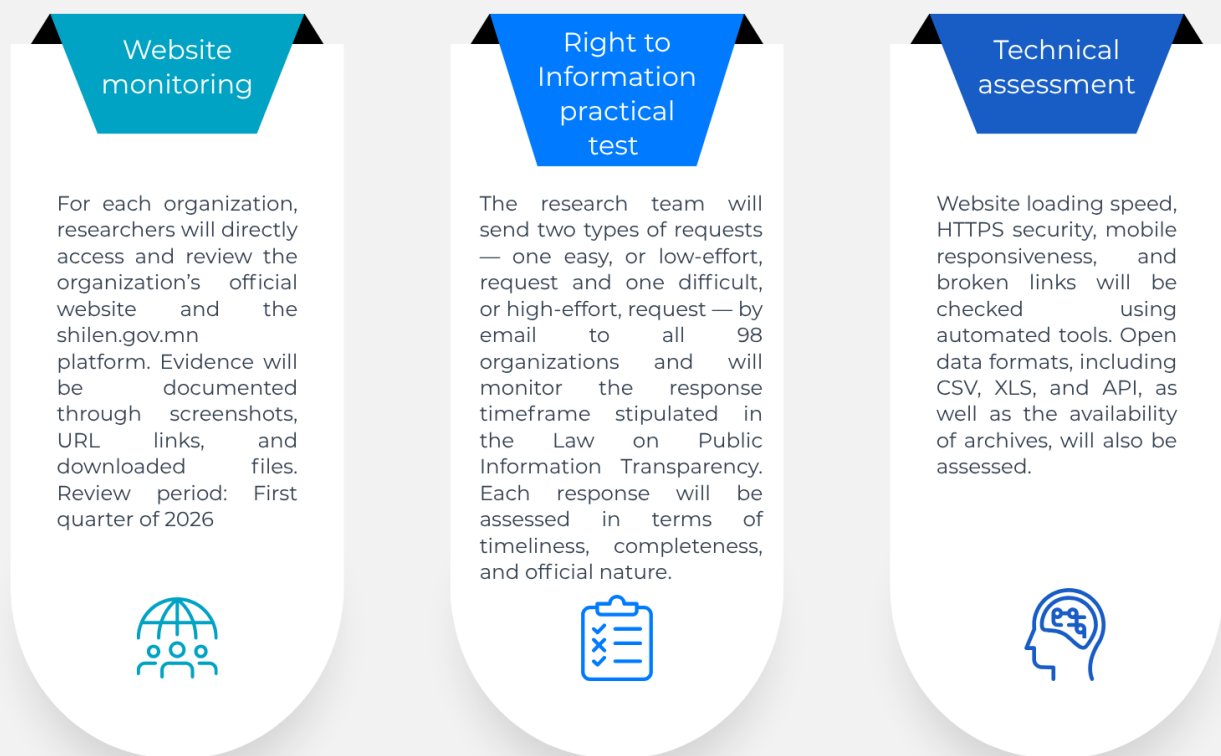 Website
monitoring
For each organization,
researchers will directly
access and review the
organization's official
website and the
shilen.gov.mn
platform. Evidence will
be documented
through screenshots,
URL links, and
downloaded files.
Review period: First
quarter of 2026
Right to
Information
practical
test
The research team will
send two types of requests
— one easy, or low-effort,
request and one difficult,
or high-effort, request — by
email to all 98
organizations and will
monitor the response
timeframe stipulated in
the Law on Public
Information Transparency.
Each response will be
assessed in terms of
timeliness, completeness,
and official nature.
Technical
assessment
Website loading speed,
HTTPS security, mobile
responsiveness, and
broken links will be
checked using
automated tools. Open
data formats, including
CSV, XLS, and API, as
well as the availability
of archives, will also be
assessed.